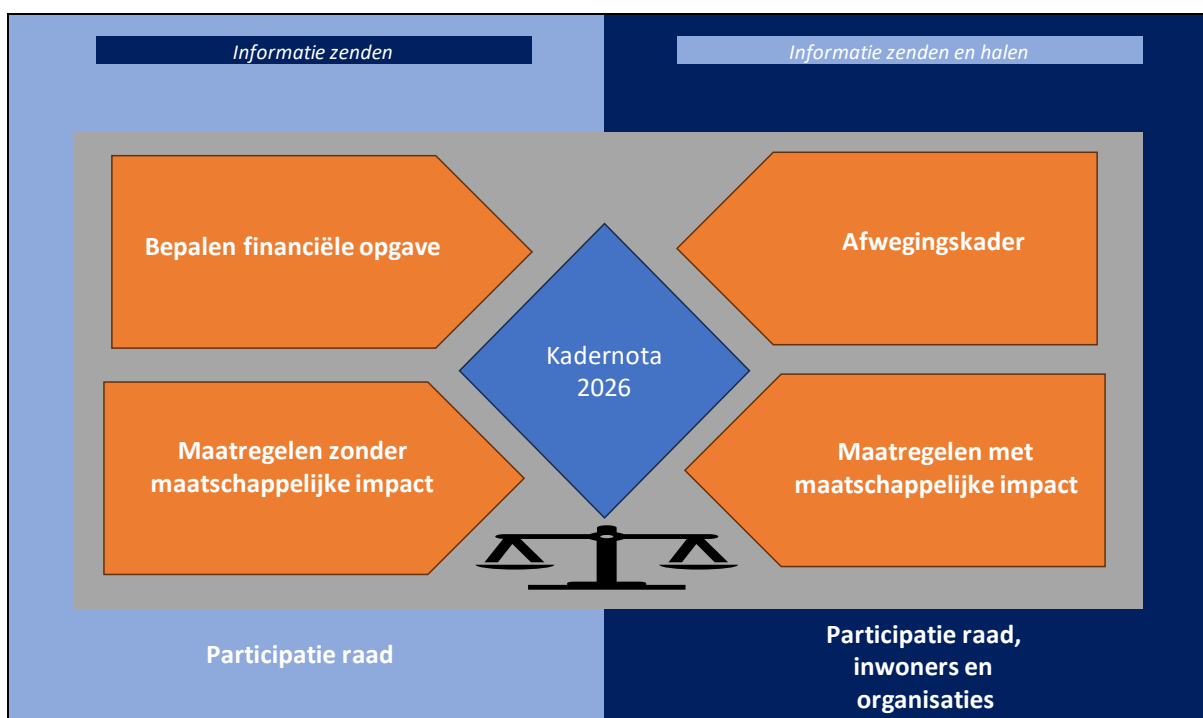 Informatie zenden
Informatie zenden en halen
Bepalen financiële opgave
Afwegingskader
Kadernota
2026
Maatregelen zonder
maatschappelijke impact
Maatregelen met
maatschappelijke impact
Participatie raad
Participatie raad,
inwoners en
organisaties